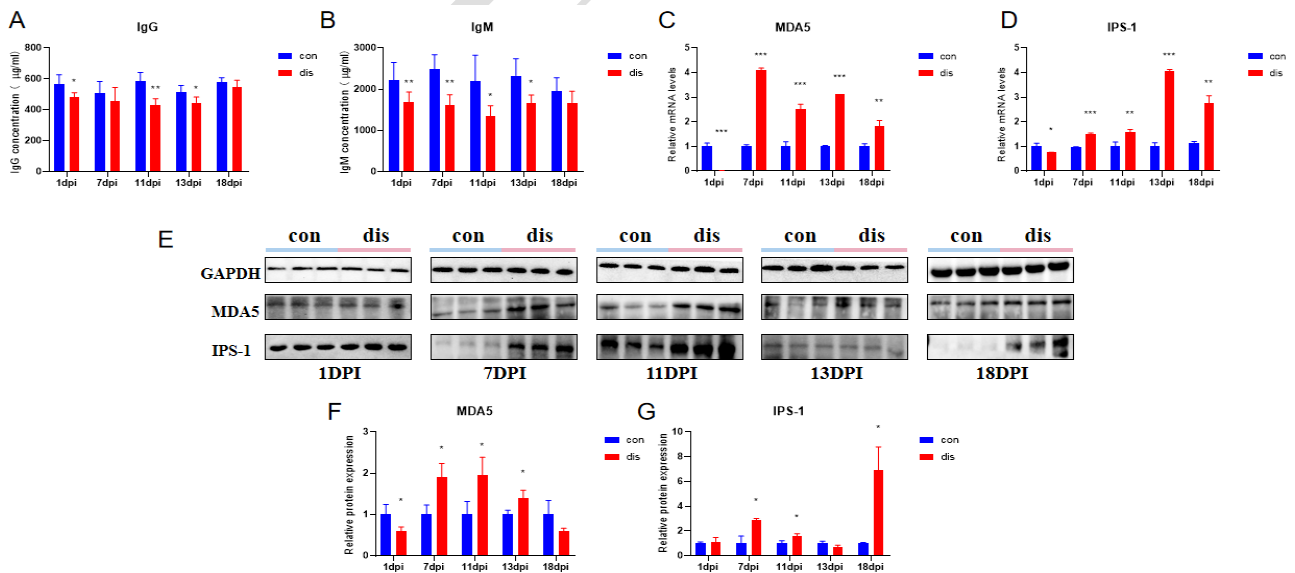 A
IgG
IgG concentration ( μg/ml)
800
600
400
200
0
* ** *
1dpi 7dpi 11dpi 13dpi 18dpi
con
dis
B
IgM
IgM concentration ( μg/ml)
3000
2000
1000
0
** ** * *
1dpi 7dpi 11dpi 13dpi 18dpi
con
dis
C
MDA5
Relative mRNA levels
5
4
3
2
1
0
*** *** *** *** **
1dpi 7dpi 11dpi 13dpi 18dpi
con
dis
D
IPS-1
Relative mRNA levels
5
4
3
2
1
0
* *** ** *** **
1dpi 7dpi 11dpi 13dpi 18dpi
con
dis
E
con dis con dis con dis con dis con dis
GAPDH
MDA5
IPS-1
1DPI 7DPI 11DPI 13DPI 18DPI
F
MDA5
Relative protein expression
3
2
1
0
* * * *
1dpi 7dpi 11dpi 13dpi 18dpi
con
dis
G
IPS-1
Relative protein expression
10
8
6
4
2
0
* * *
1dpi 7dpi 11dpi 13dpi 18dpi
con
dis